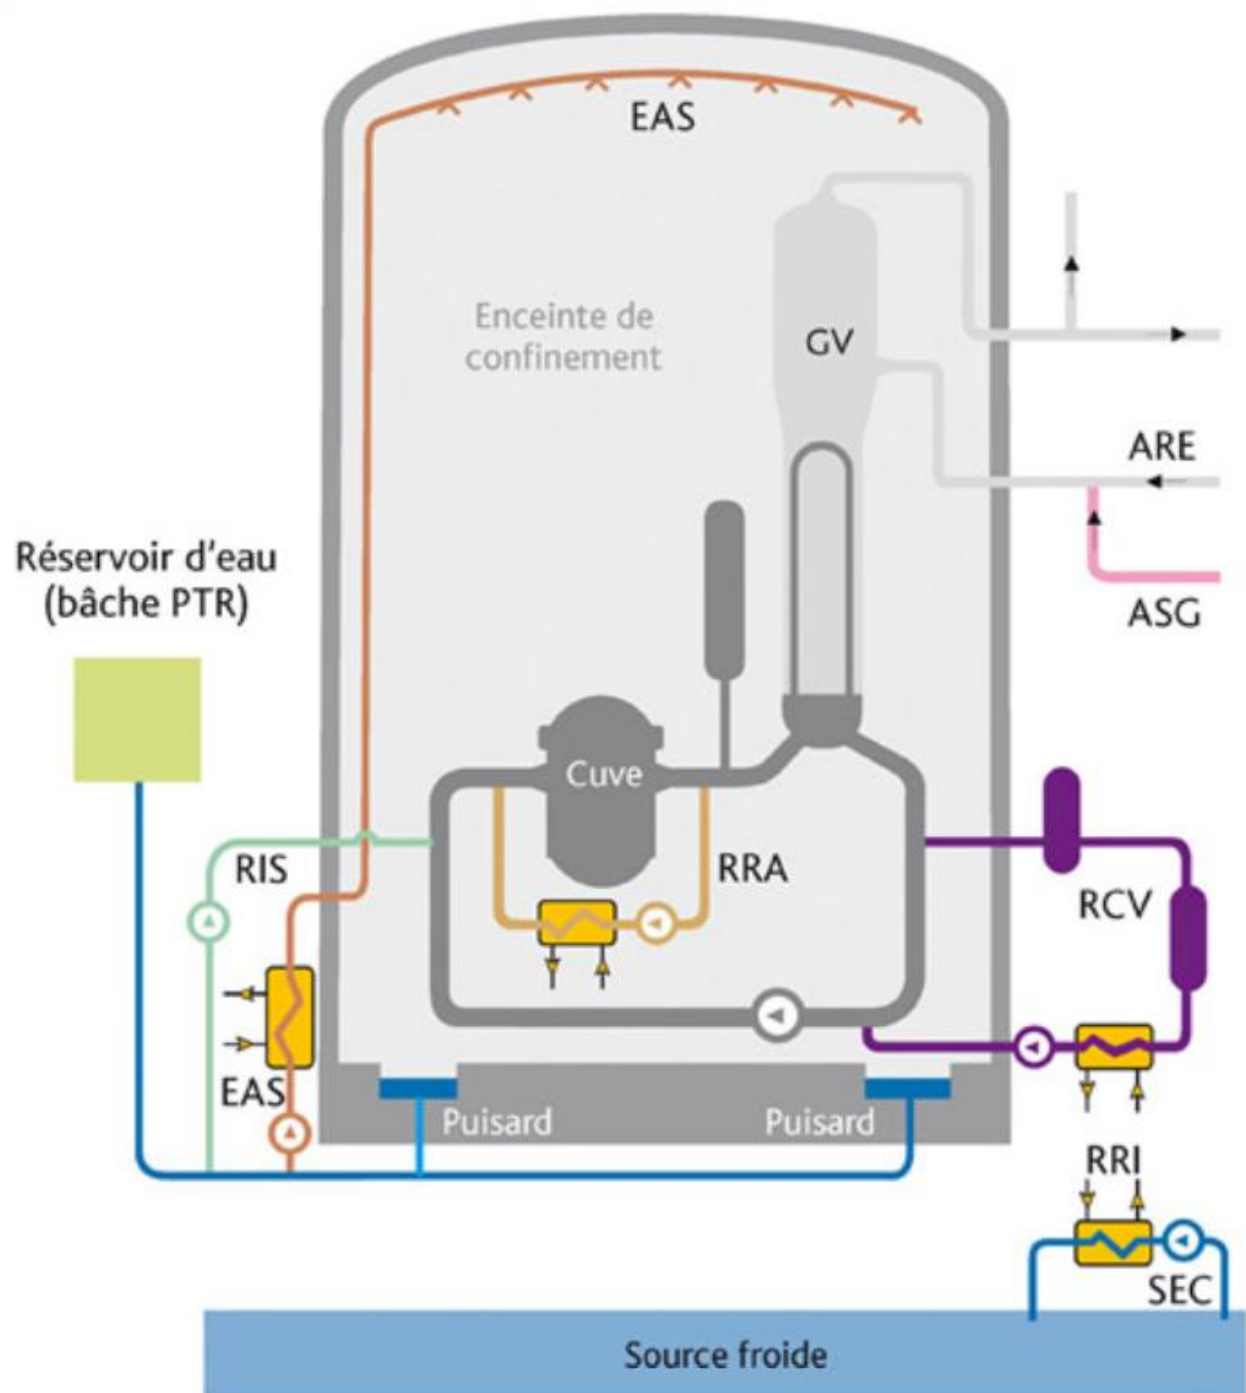 EAS
Enceinte de
confinement
GV
ARE
Réservoir d'eau
(bâche PTR)
ASG
Cuve
RIS
RRA
RCV
EAS
Puisard
Puisard
RRI
SEC
Source froide